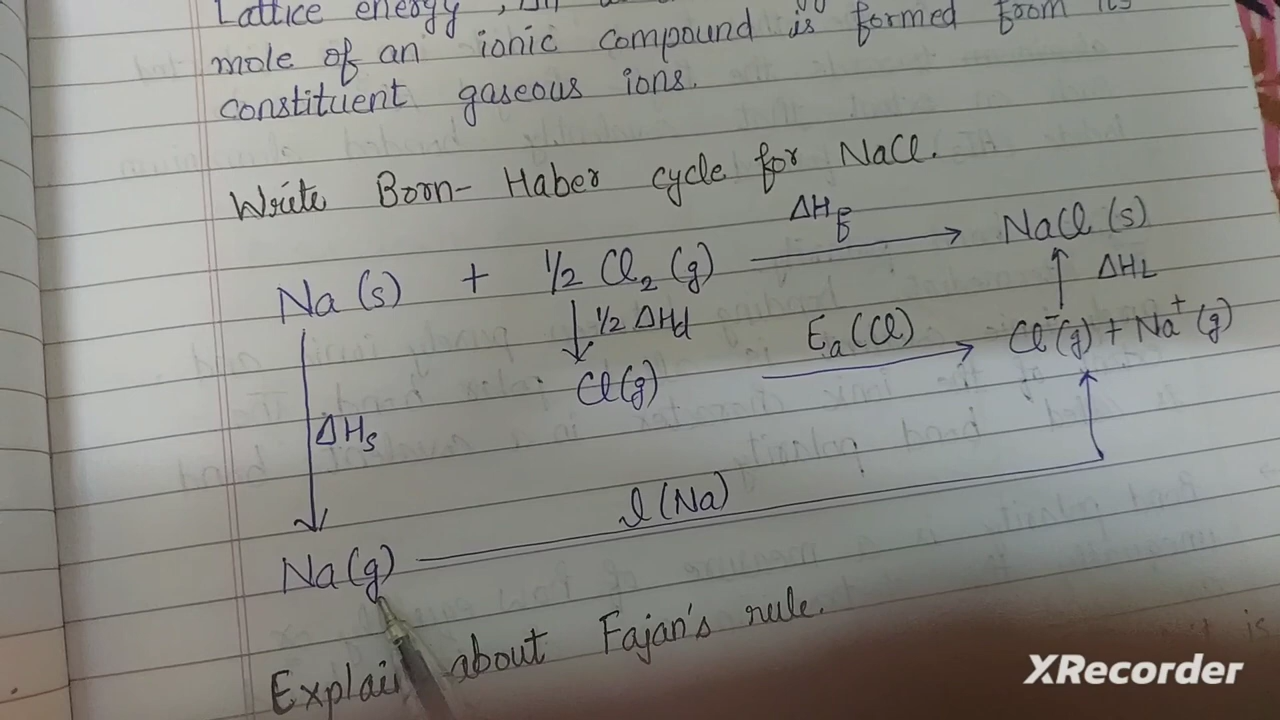 Lattice energy,
mole of an ionic compound is formed from its
constituent gaseous ions.
Write Born-Haber cycle for NaCl.
Na(s) + ½ Cl₂(g) ΔHf NaCl(s)
½ ΔHd
ΔHL
Cl(g) Ea(Cl) Cl⁻(g) + Na⁺(g)
ΔHs
I(Na)
Na(g)
Explain about Fajan's rule.
XRecorder